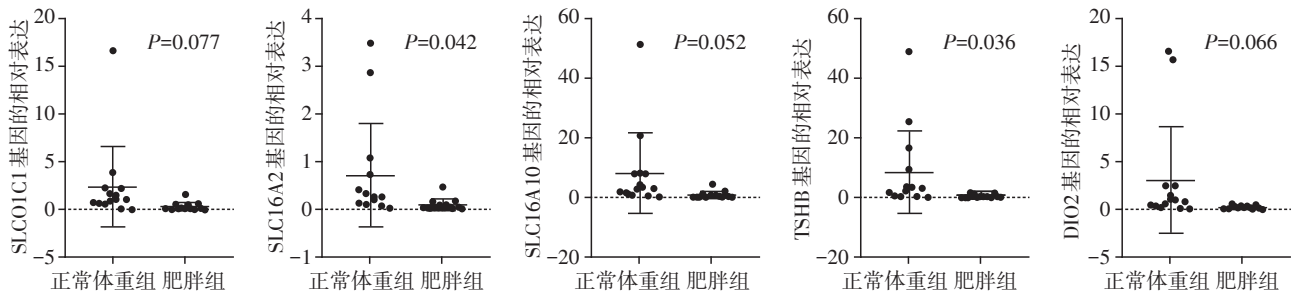 SLCO1C1基因的相对表达
20
15
10
5
0
−5
P=0.077
正常体重组 肥胖组
SLC16A2基因的相对表达
4
3
2
1
0
−1
P=0.042
正常体重组 肥胖组
SLC16A10基因的相对表达
60
40
20
0
−20
P=0.052
正常体重组 肥胖组
TSHB基因的相对表达
60
40
20
0
−20
P=0.036
正常体重组 肥胖组
DIO2基因的相对表达
20
15
10
5
0
−5
P=0.066
正常体重组 肥胖组